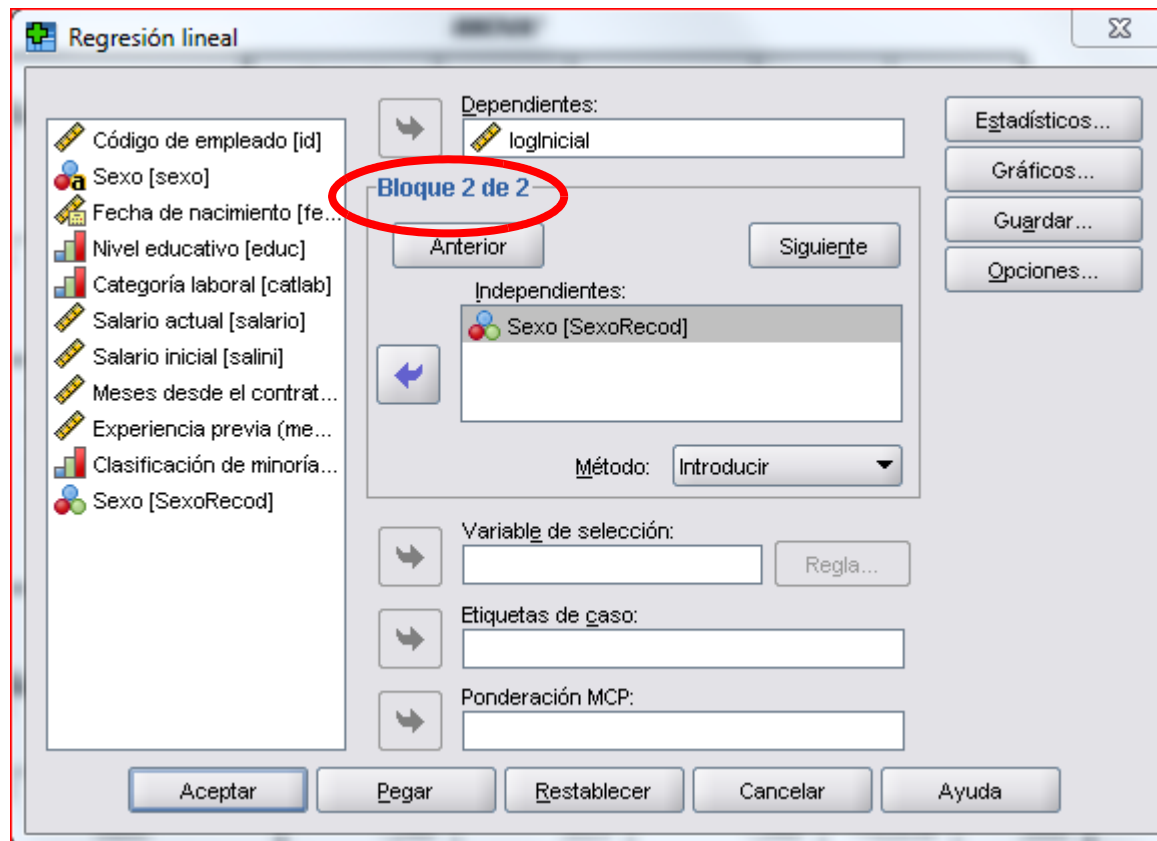 Regresión lineal
Código de empleado [id]
Sexo [sexo]
Fecha de nacimiento [fe...
Nivel educativo [educ]
Categoría laboral [catlab]
Salario actual [salario]
Salario inicial [salini]
Meses desde el contrat...
Experiencia previa (me...
Clasificación de minoría...
Sexo [SexoRecod]
Dependientes:
logInicial
Bloque 2 de 2
Anterior
Siguiente
Independientes:
Sexo [SexoRecod]
Método: Introducir
Variable de selección:
Regla...
Etiquetas de caso:
Ponderación MCP:
Estadísticos...
Gráficos...
Guardar...
Opciones...
Aceptar
Pegar
Restablecer
Cancelar
Ayuda